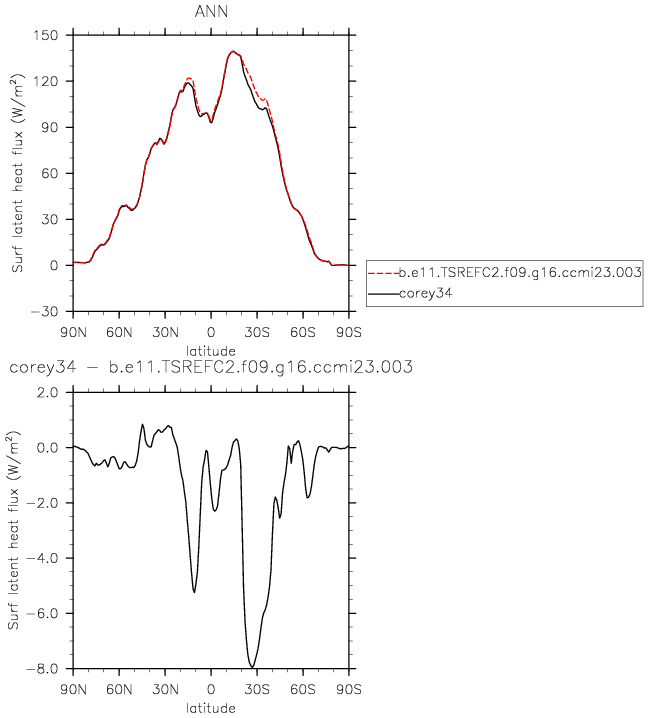 ANN
Surf latent heat flux (W/m²)
150
120
90
60
30
0
−30
90N 60N 30N 0 30S 60S 90S
latitude
b.e11.TSREFC2.f09.g16.ccmi23.003
corey34
corey34 − b.e11.TSREFC2.f09.g16.ccmi23.003
Surf latent heat flux (W/m²)
2.0
0.0
−2.0
−4.0
−6.0
−8.0
90N 60N 30N 0 30S 60S 90S
latitude